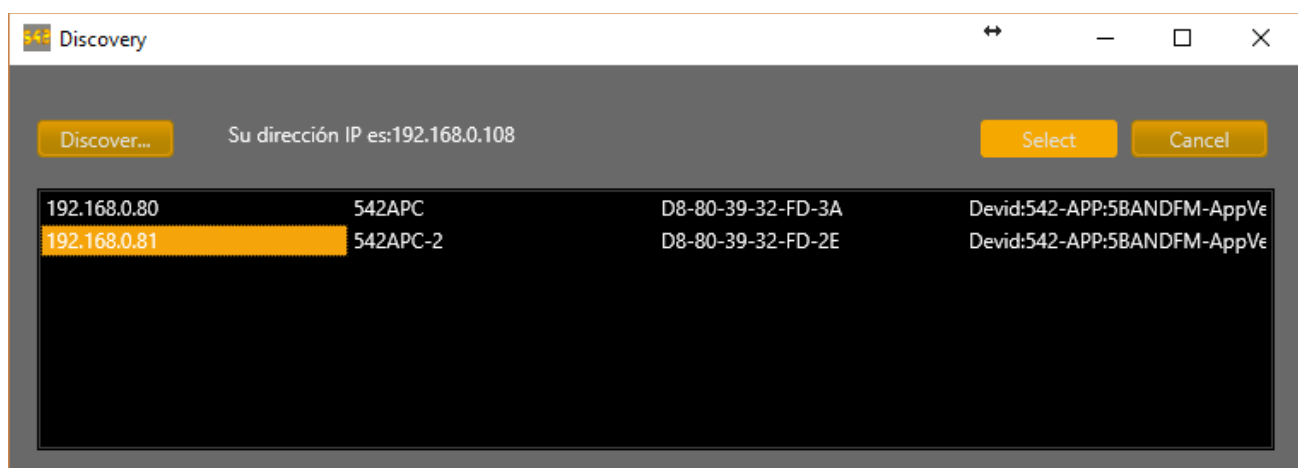 542 Discovery
Discover... Su dirección IP es:192.168.0.108 Select Cancel
192.168.0.80 542APC D8-80-39-32-FD-3A Devid:542-APP:5BANDFM-AppVe
192.168.0.81 542APC-2 D8-80-39-32-FD-2E Devid:542-APP:5BANDFM-AppVe